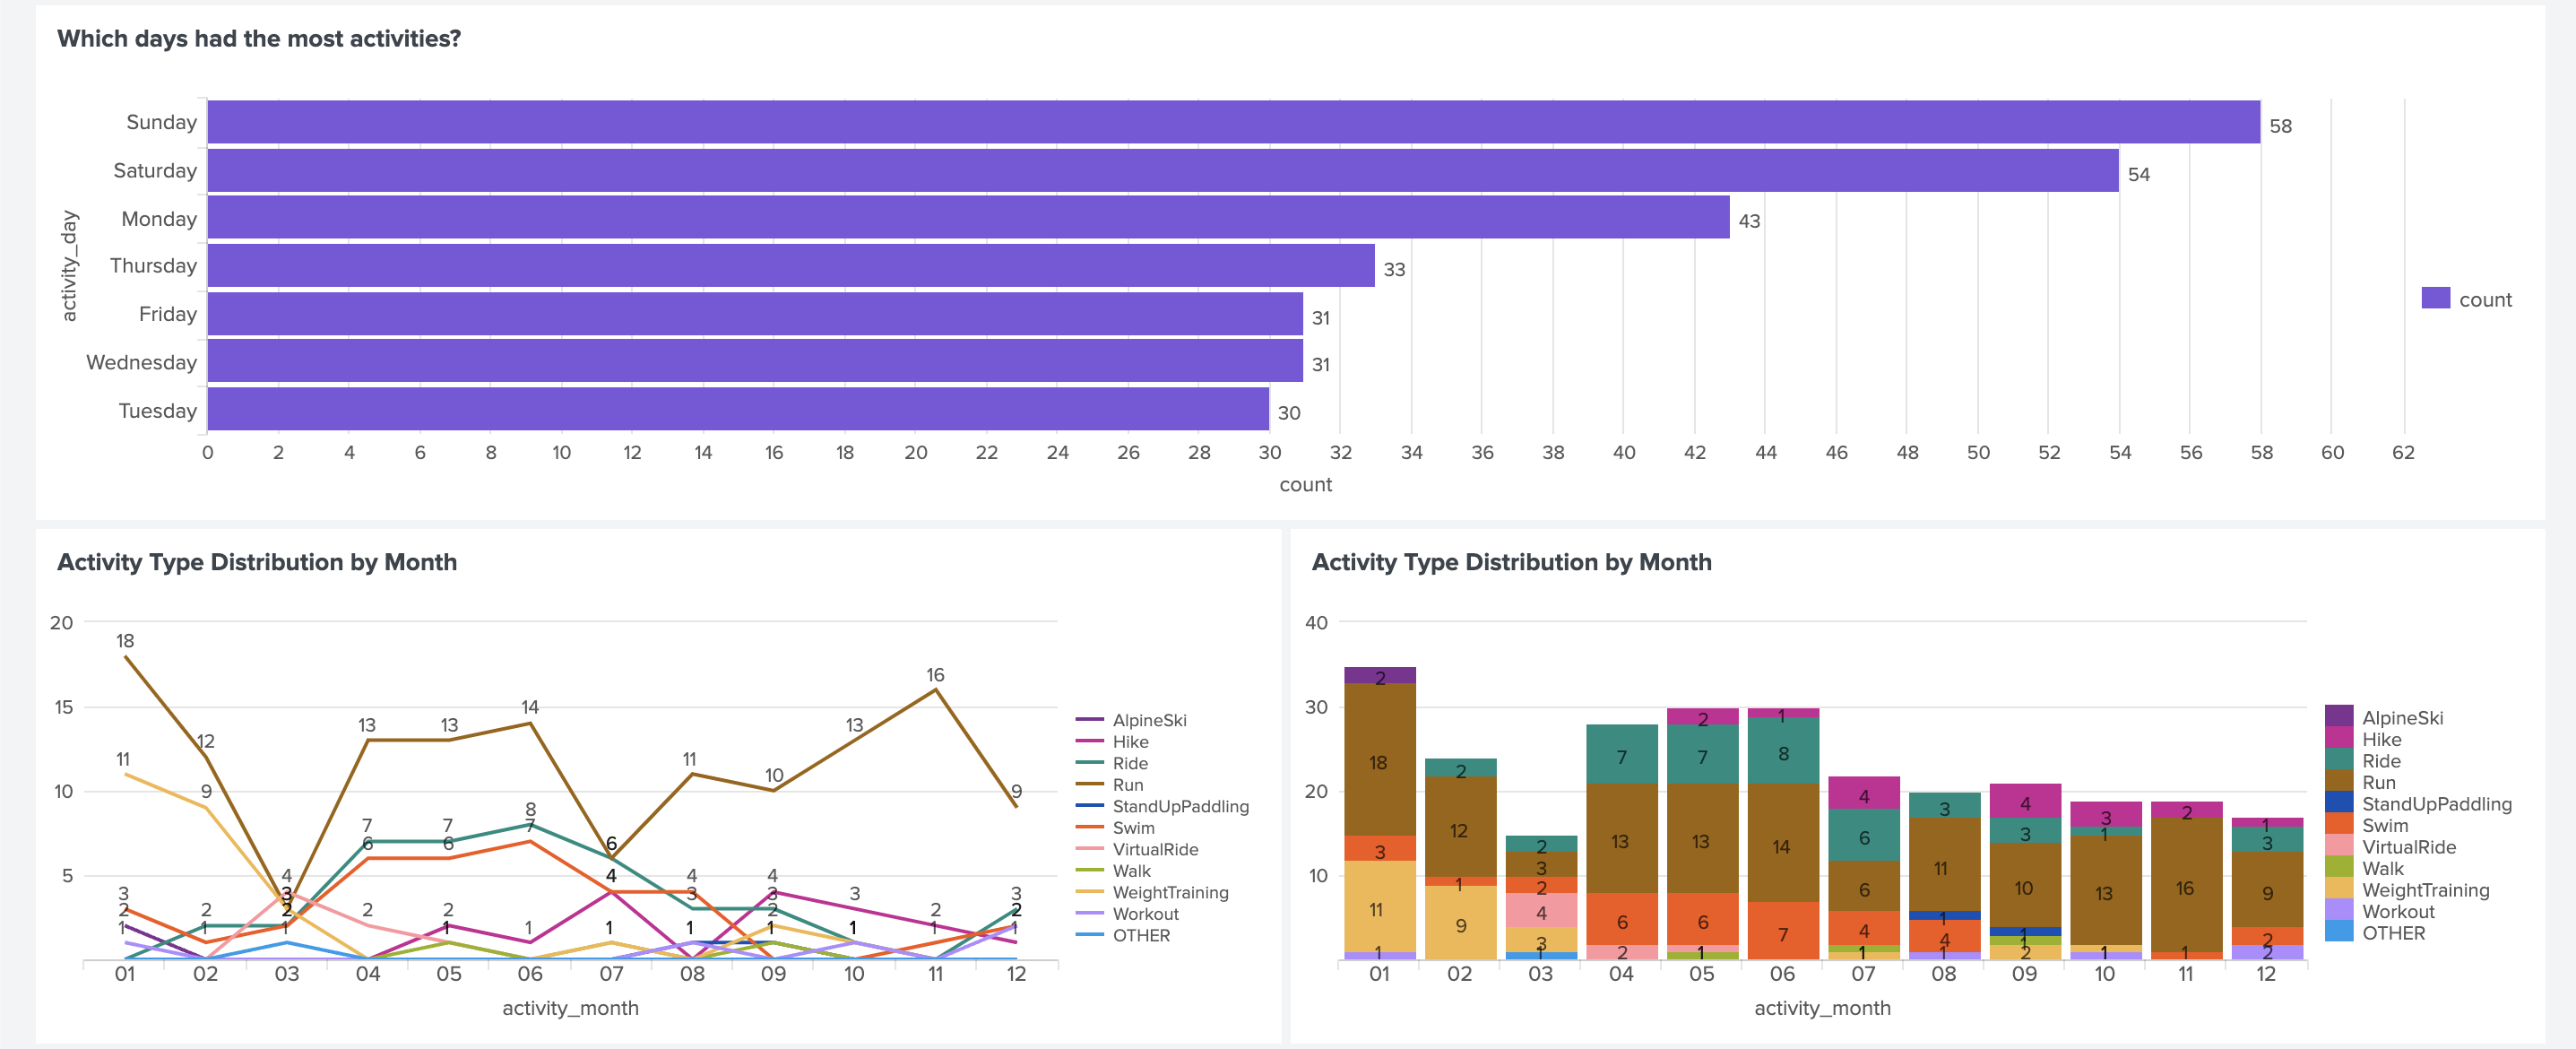 Which days had the most activities?
activity_day
Sunday
58
Saturday
54
Monday
43
Thursday
33
Friday
31
Wednesday
31
Tuesday
30
0 2 4 6 8 10 12 14 16 18 20 22 24 26 28 30 32 34 36 38 40 42 44 46 48 50 52 54 56 58 60 62
count
count
Activity Type Distribution by Month
20
15
10
5
18 12 3 13 13 14 6 11 10 13 16 9
11 9
7 7 8
6 6 7
4 4 4
3 2 2 2 2 1 4 3 3 3 2 3
2 2 2
1 1 1 1 1 1 1 1 1 1
01 02 03 04 05 06 07 08 09 10 11 12
activity_month
AlpineSki
Hike
Ride
Run
StandUpPaddling
Swim
VirtualRide
Walk
WeightTraining
Workout
OTHER
Activity Type Distribution by Month
40
30
20
10
2
18
3
11
1
2
12
1
9
2
3
2
4
3
1
7
13
6
2
2
7
13
6
1
1
8
14
7
4
6
6
4
1
3
11
1
4
1
4
3
10
1
1
2
3
1
13
1
2
16
1
1
3
9
2
2
01 02 03 04 05 06 07 08 09 10 11 12
activity_month
AlpineSki
Hike
Ride
Run
StandUpPaddling
Swim
VirtualRide
Walk
WeightTraining
Workout
OTHER